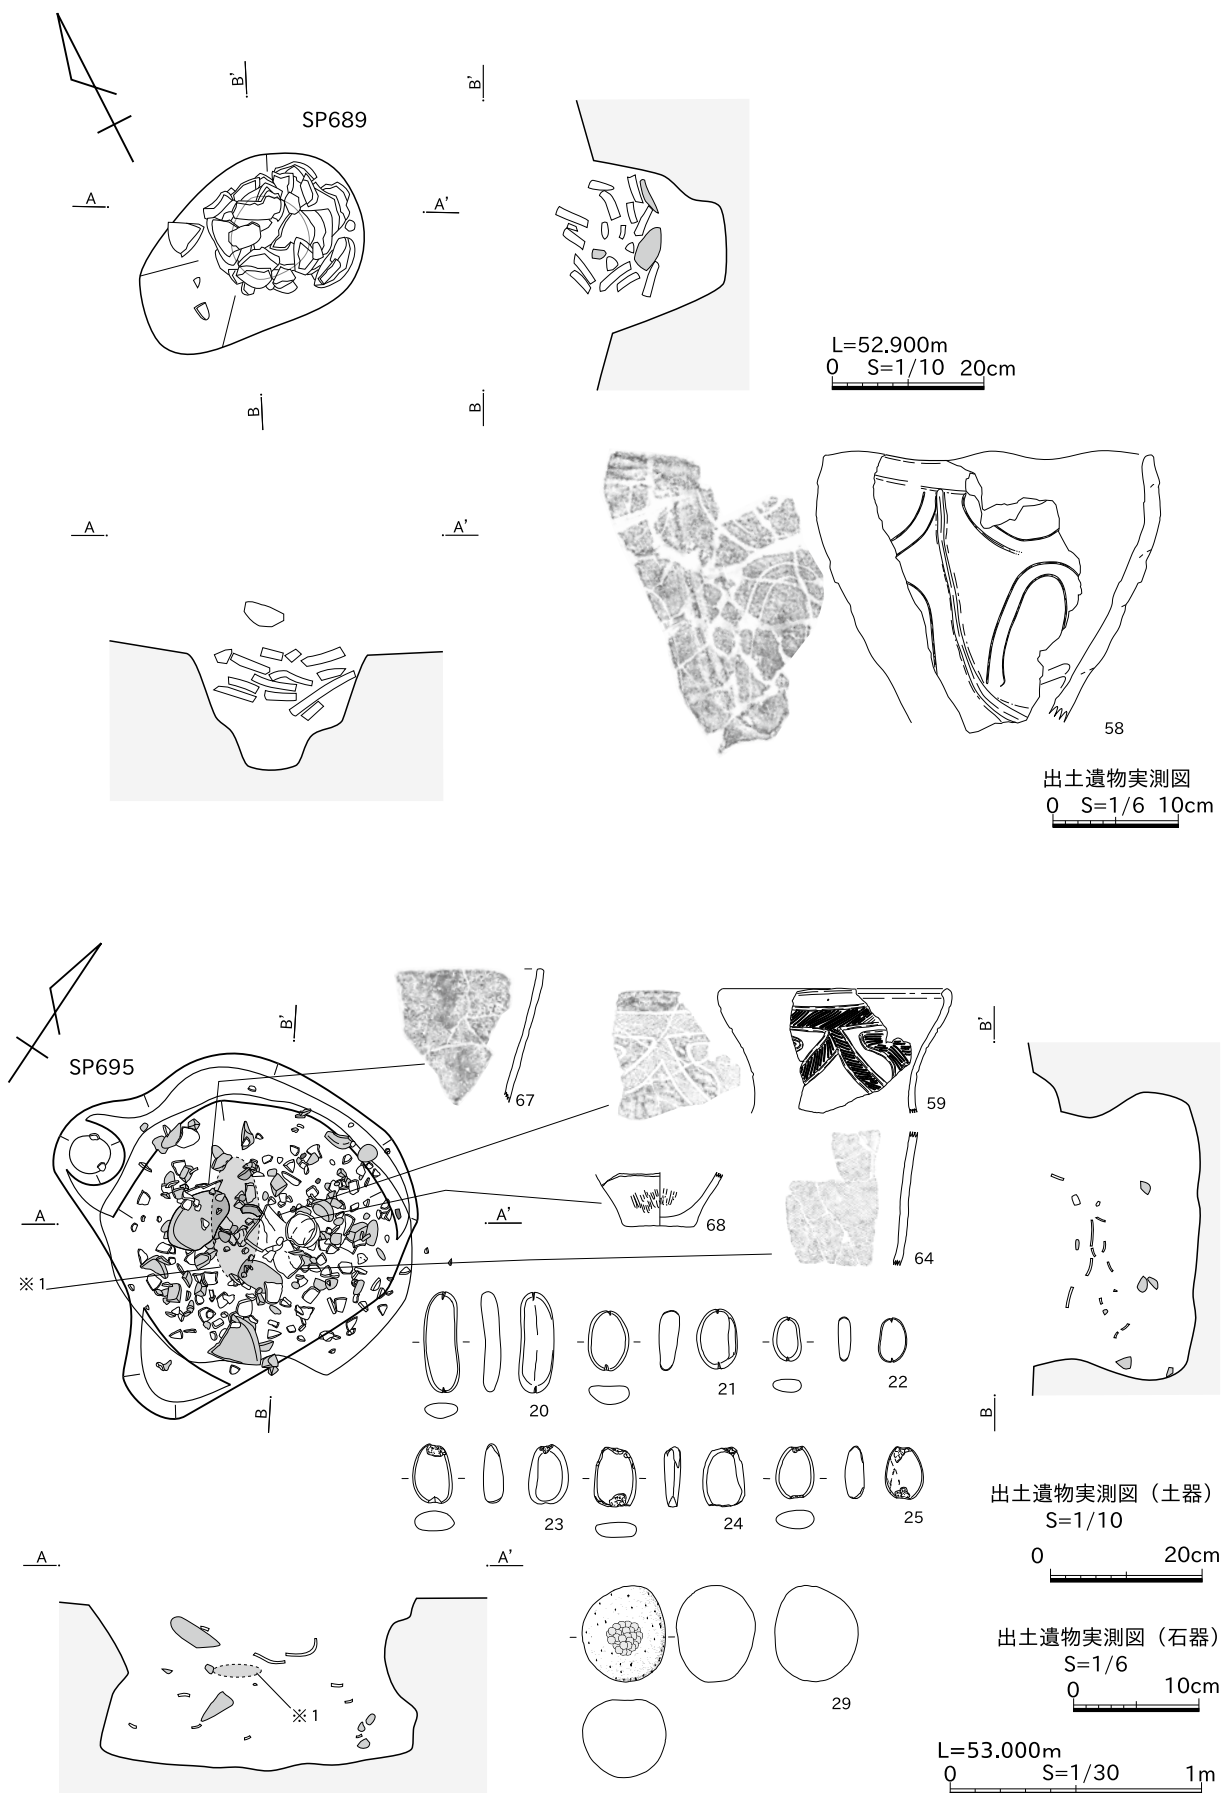 B'
B'
SP689
A
A'
L=52.900m
0 S=1/10 20cm
B
B
A
A'
58
出土遺物実測図
0 S=1/6 10cm
SP695
B'
B'
67
59
A
A'
68
64
※1
20
21
22
B
B
23
24
25
出土遺物実測図（土器）
S=1/10
0 20cm
A
A'
出土遺物実測図（石器）
S=1/6
0 10cm
29
※1
L=53.000m
0 S=1/30 1m